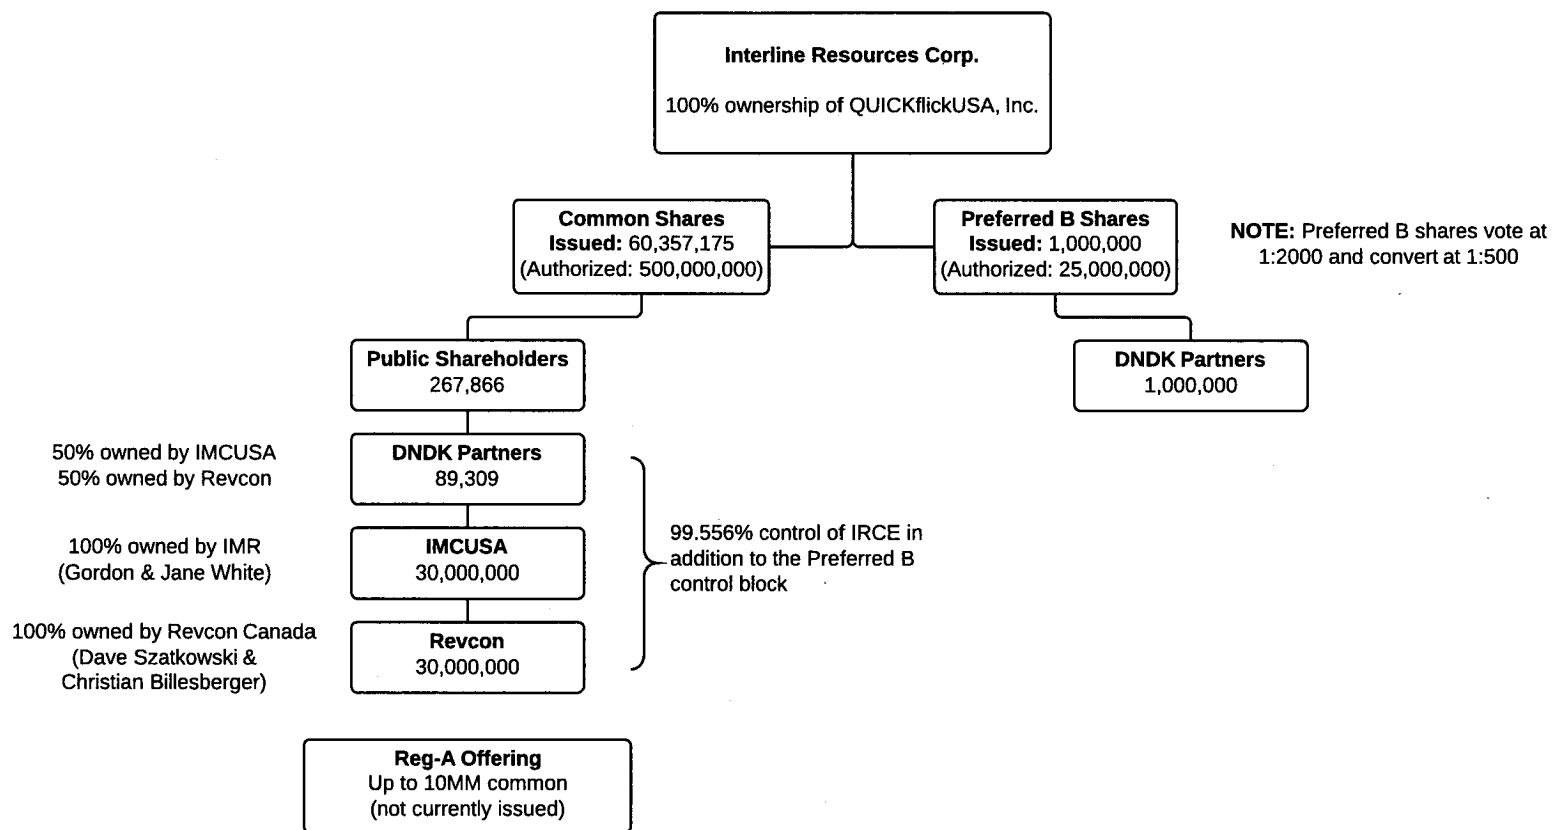 Interline Resources Corp.
100% ownership of QUICKflickUSA, Inc.
Common Shares
Issued: 60,357,175
(Authorized: 500,000,000)
Preferred B Shares
Issued: 1,000,000
(Authorized: 25,000,000)
NOTE: Preferred B shares vote at
1:2000 and convert at 1:500
Public Shareholders
267,866
DNDK Partners
1,000,000
50% owned by IMCUSA
50% owned by Revcon
DNDK Partners
89,309
100% owned by IMR
(Gordon & Jane White)
IMCUSA
30,000,000
99.556% control of IRCE in
addition to the Preferred B
control block
100% owned by Revcon Canada
(Dave Szatkowski &
Christian Billesberger)
Revcon
30,000,000
Reg-A Offering
Up to 10MM common
(not currently issued)